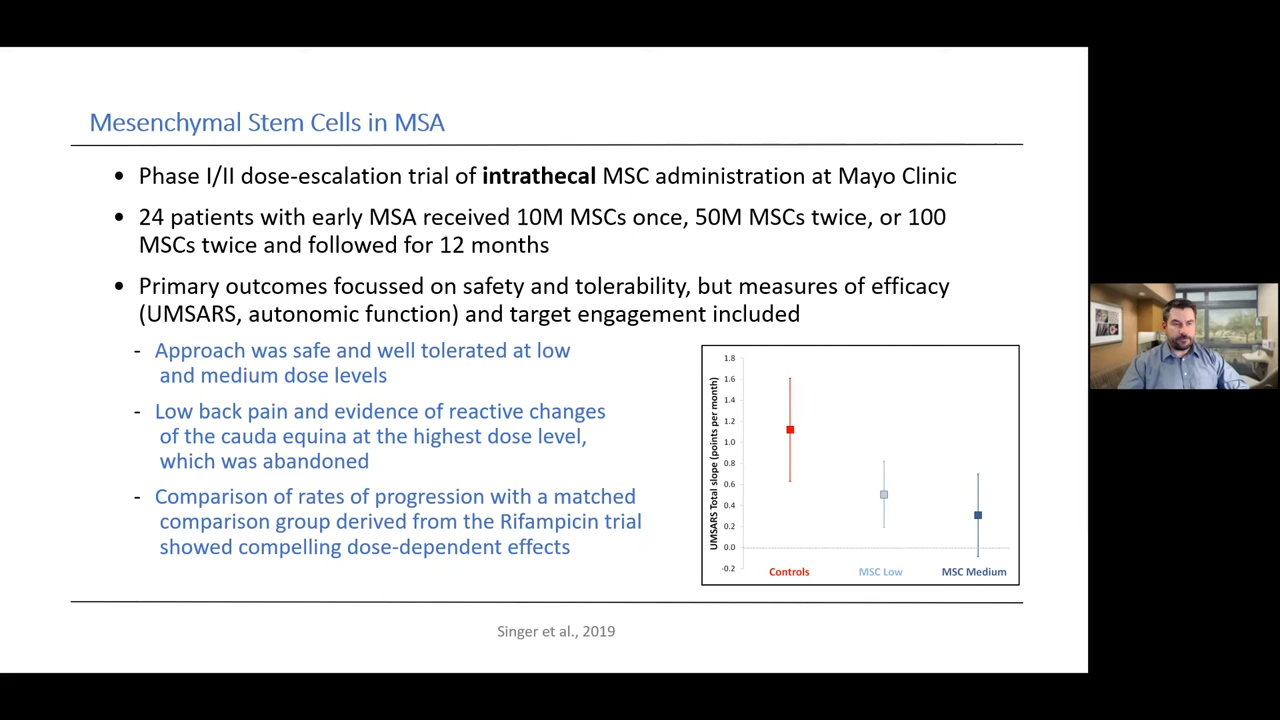 Mesenchymal Stem Cells in MSA
• Phase I/II dose-escalation trial of intrathecal MSC administration at Mayo Clinic
• 24 patients with early MSA received 10M MSCs once, 50M MSCs twice, or 100
MSCs twice and followed for 12 months
• Primary outcomes focussed on safety and tolerability, but measures of efficacy
(UMSARS, autonomic function) and target engagement included
- Approach was safe and well tolerated at low
and medium dose levels
- Low back pain and evidence of reactive changes
of the cauda equina at the highest dose level,
which was abandoned
- Comparison of rates of progression with a matched
comparison group derived from the Rifampicin trial
showed compelling dose-dependent effects
UMSARS Total slope (points per month)
1.8
1.6
1.4
1.2
1.0
0.8
0.6
0.4
0.2
0.0
-0.2
Controls
MSC Low
MSC Medium
Singer et al., 2019